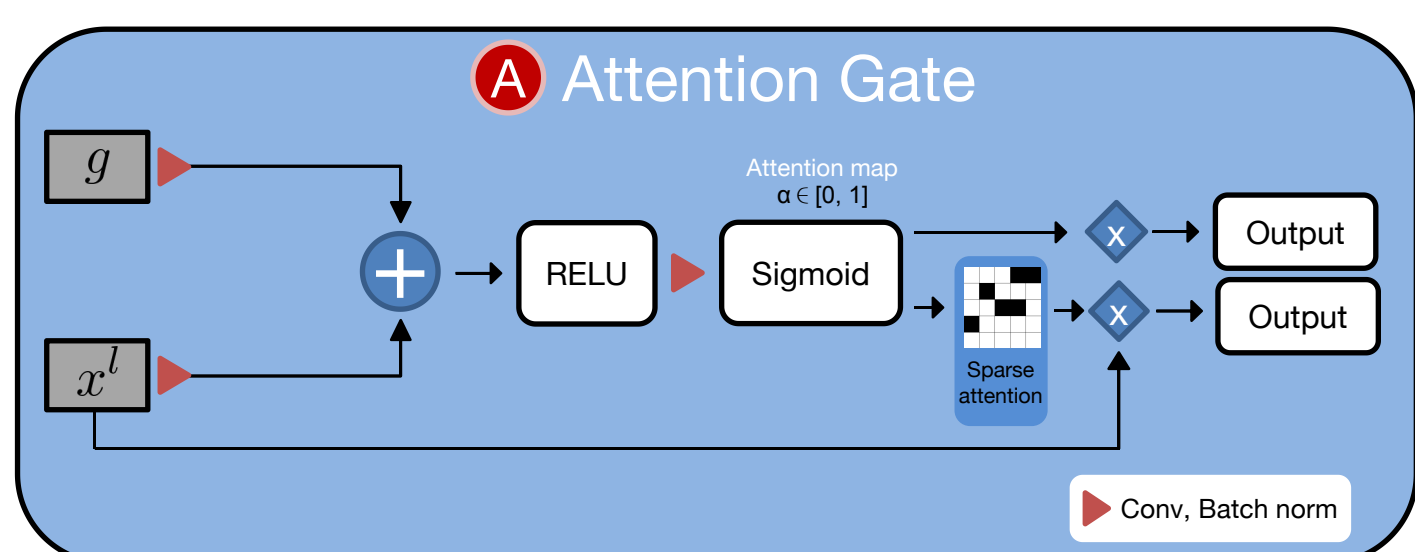 A Attention Gate
g
Attention map
α ∈ [0, 1]
RELU
Sigmoid
x
Output
x
Output
+
x^l
Sparse
attention
Conv, Batch norm